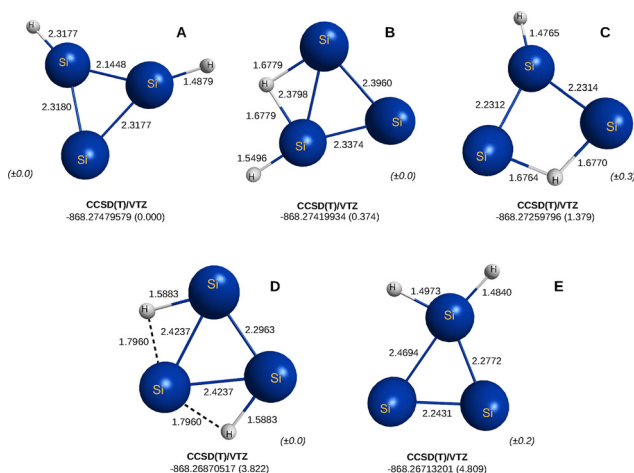 A
H
2.3177
Si
2.1448
Si
H
1.4879
2.3180
2.3177
Si
(±0.0)
CCSD(T)/VTZ
-868.27479579 (0.000)
B
Si
1.6779
H
2.3798
2.3960
1.6779
Si
Si
2.3374
1.5496
H
(±0.0)
CCSD(T)/VTZ
-868.27419934 (0.374)
C
H
1.4765
Si
2.2312
2.2314
Si
Si
1.6764
1.6770
H
(±0.3)
CCSD(T)/VTZ
-868.27259796 (1.379)
D
Si
1.5883
H
1.7960
2.4237
2.2963
Si
2.4237
Si
1.7960
1.5883
H
(±0.0)
CCSD(T)/VTZ
-868.26870517 (3.822)
E
H
1.4973
1.4840
H
Si
2.4694
2.2772
Si
2.2431
Si
(±0.2)
CCSD(T)/VTZ
-868.26713201 (4.809)